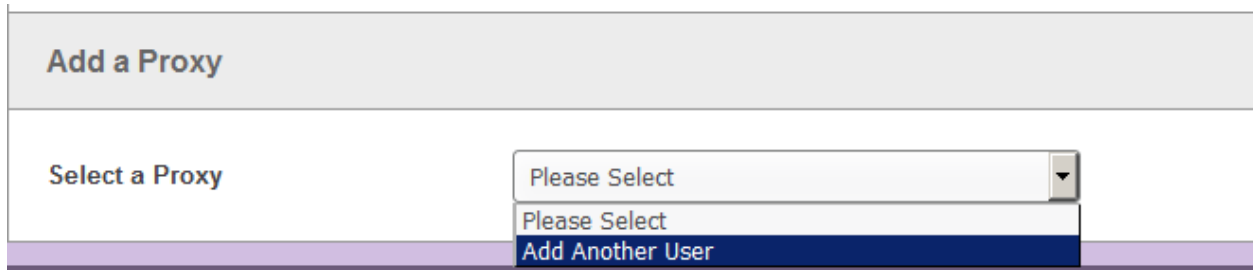 Add a Proxy
Select a Proxy
Please Select
Please Select
Add Another User